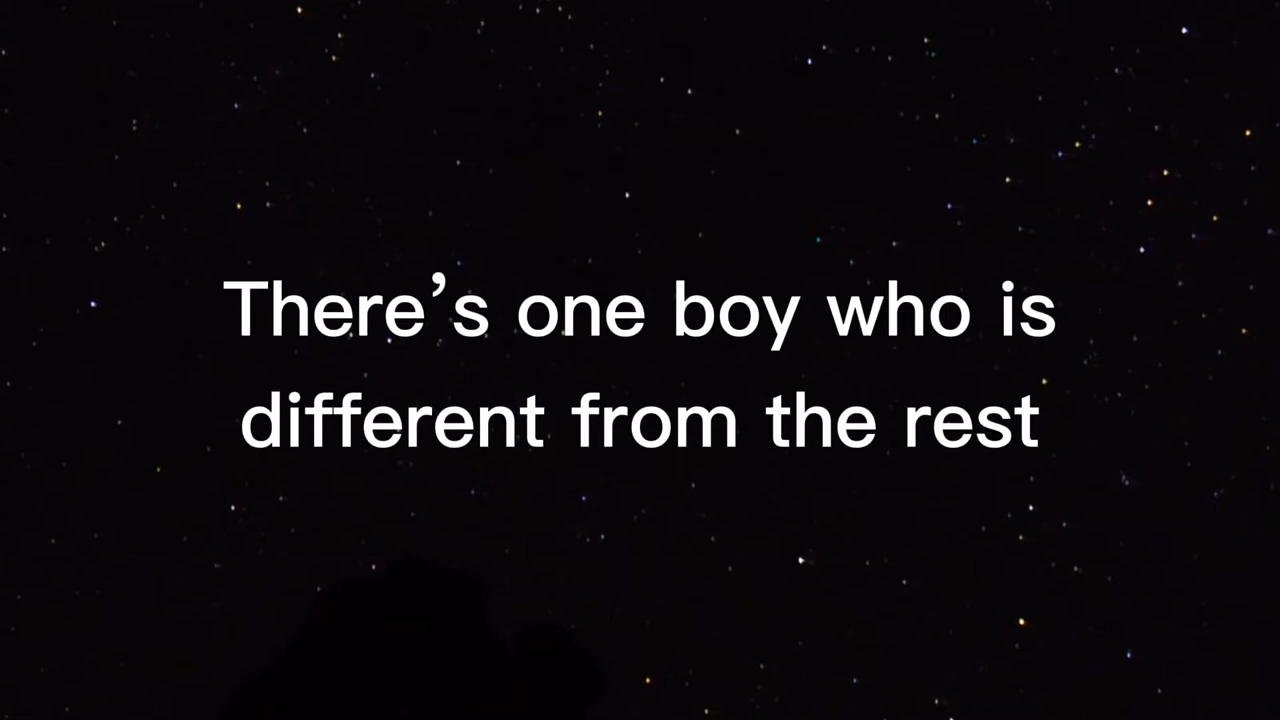 There’s one boy who is
different from the rest